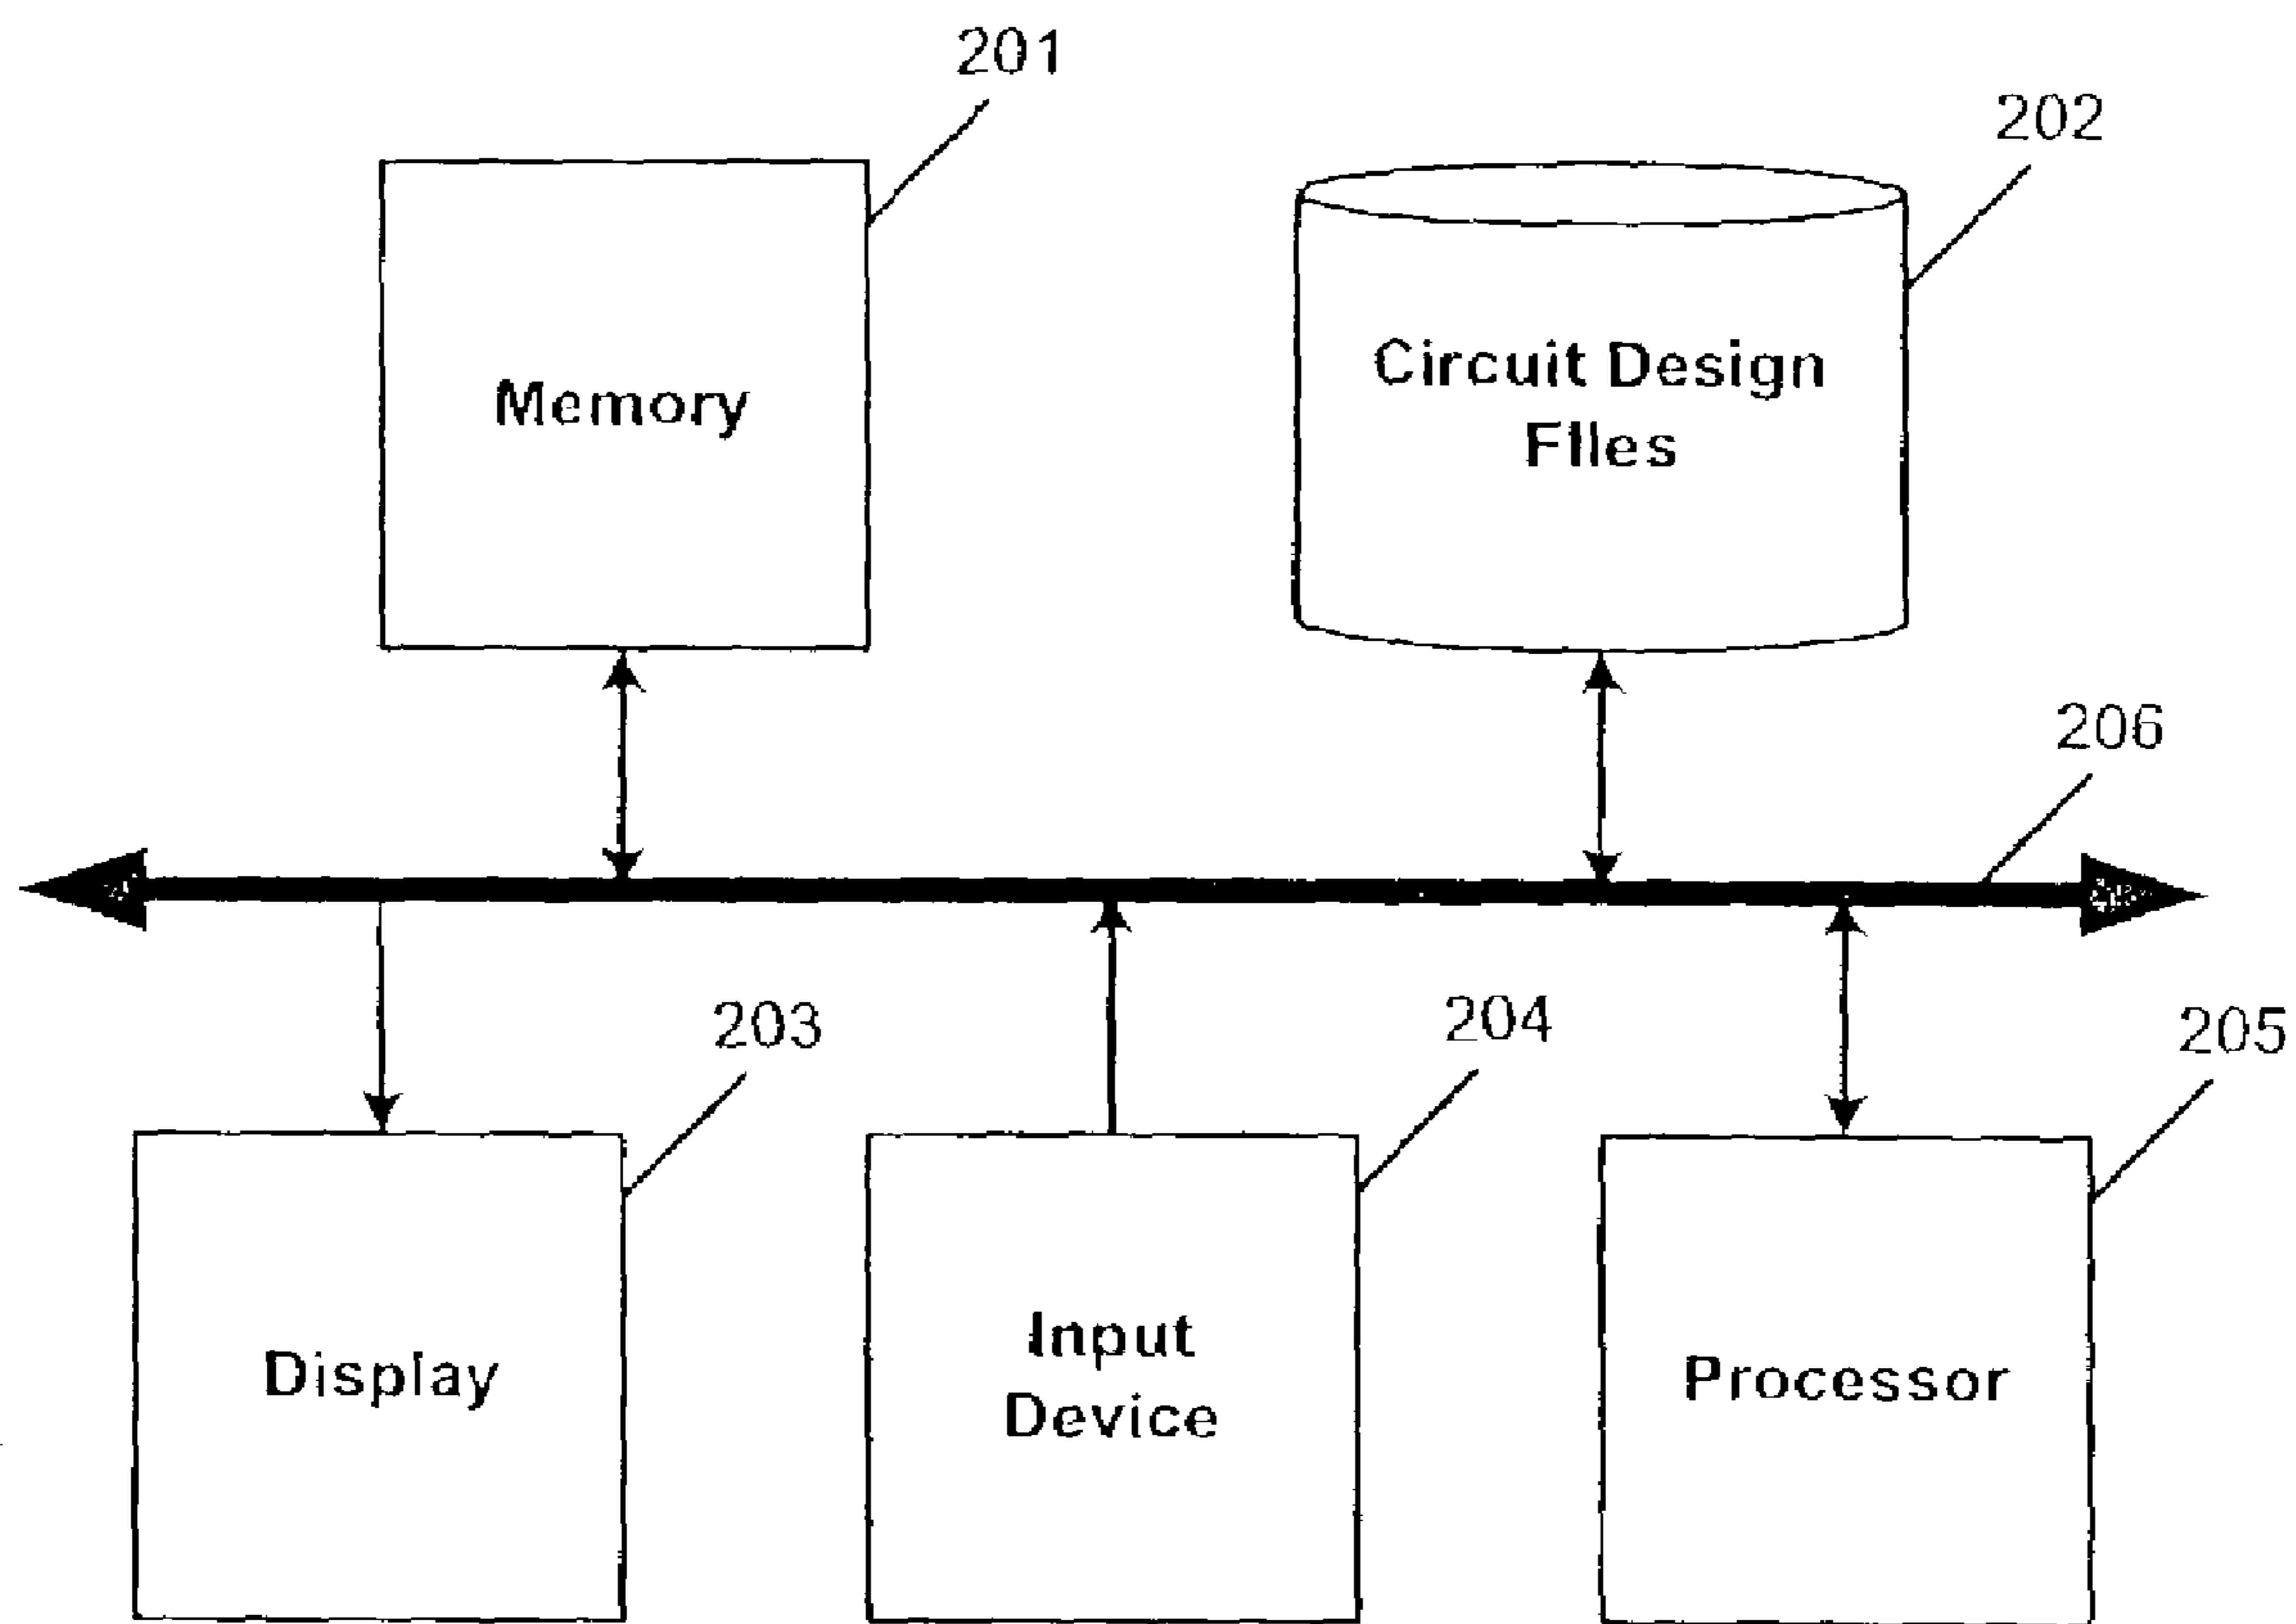 201
202
Memory
Circuit Design
Files
206
203
204
205
Display
Input
Device
Processor